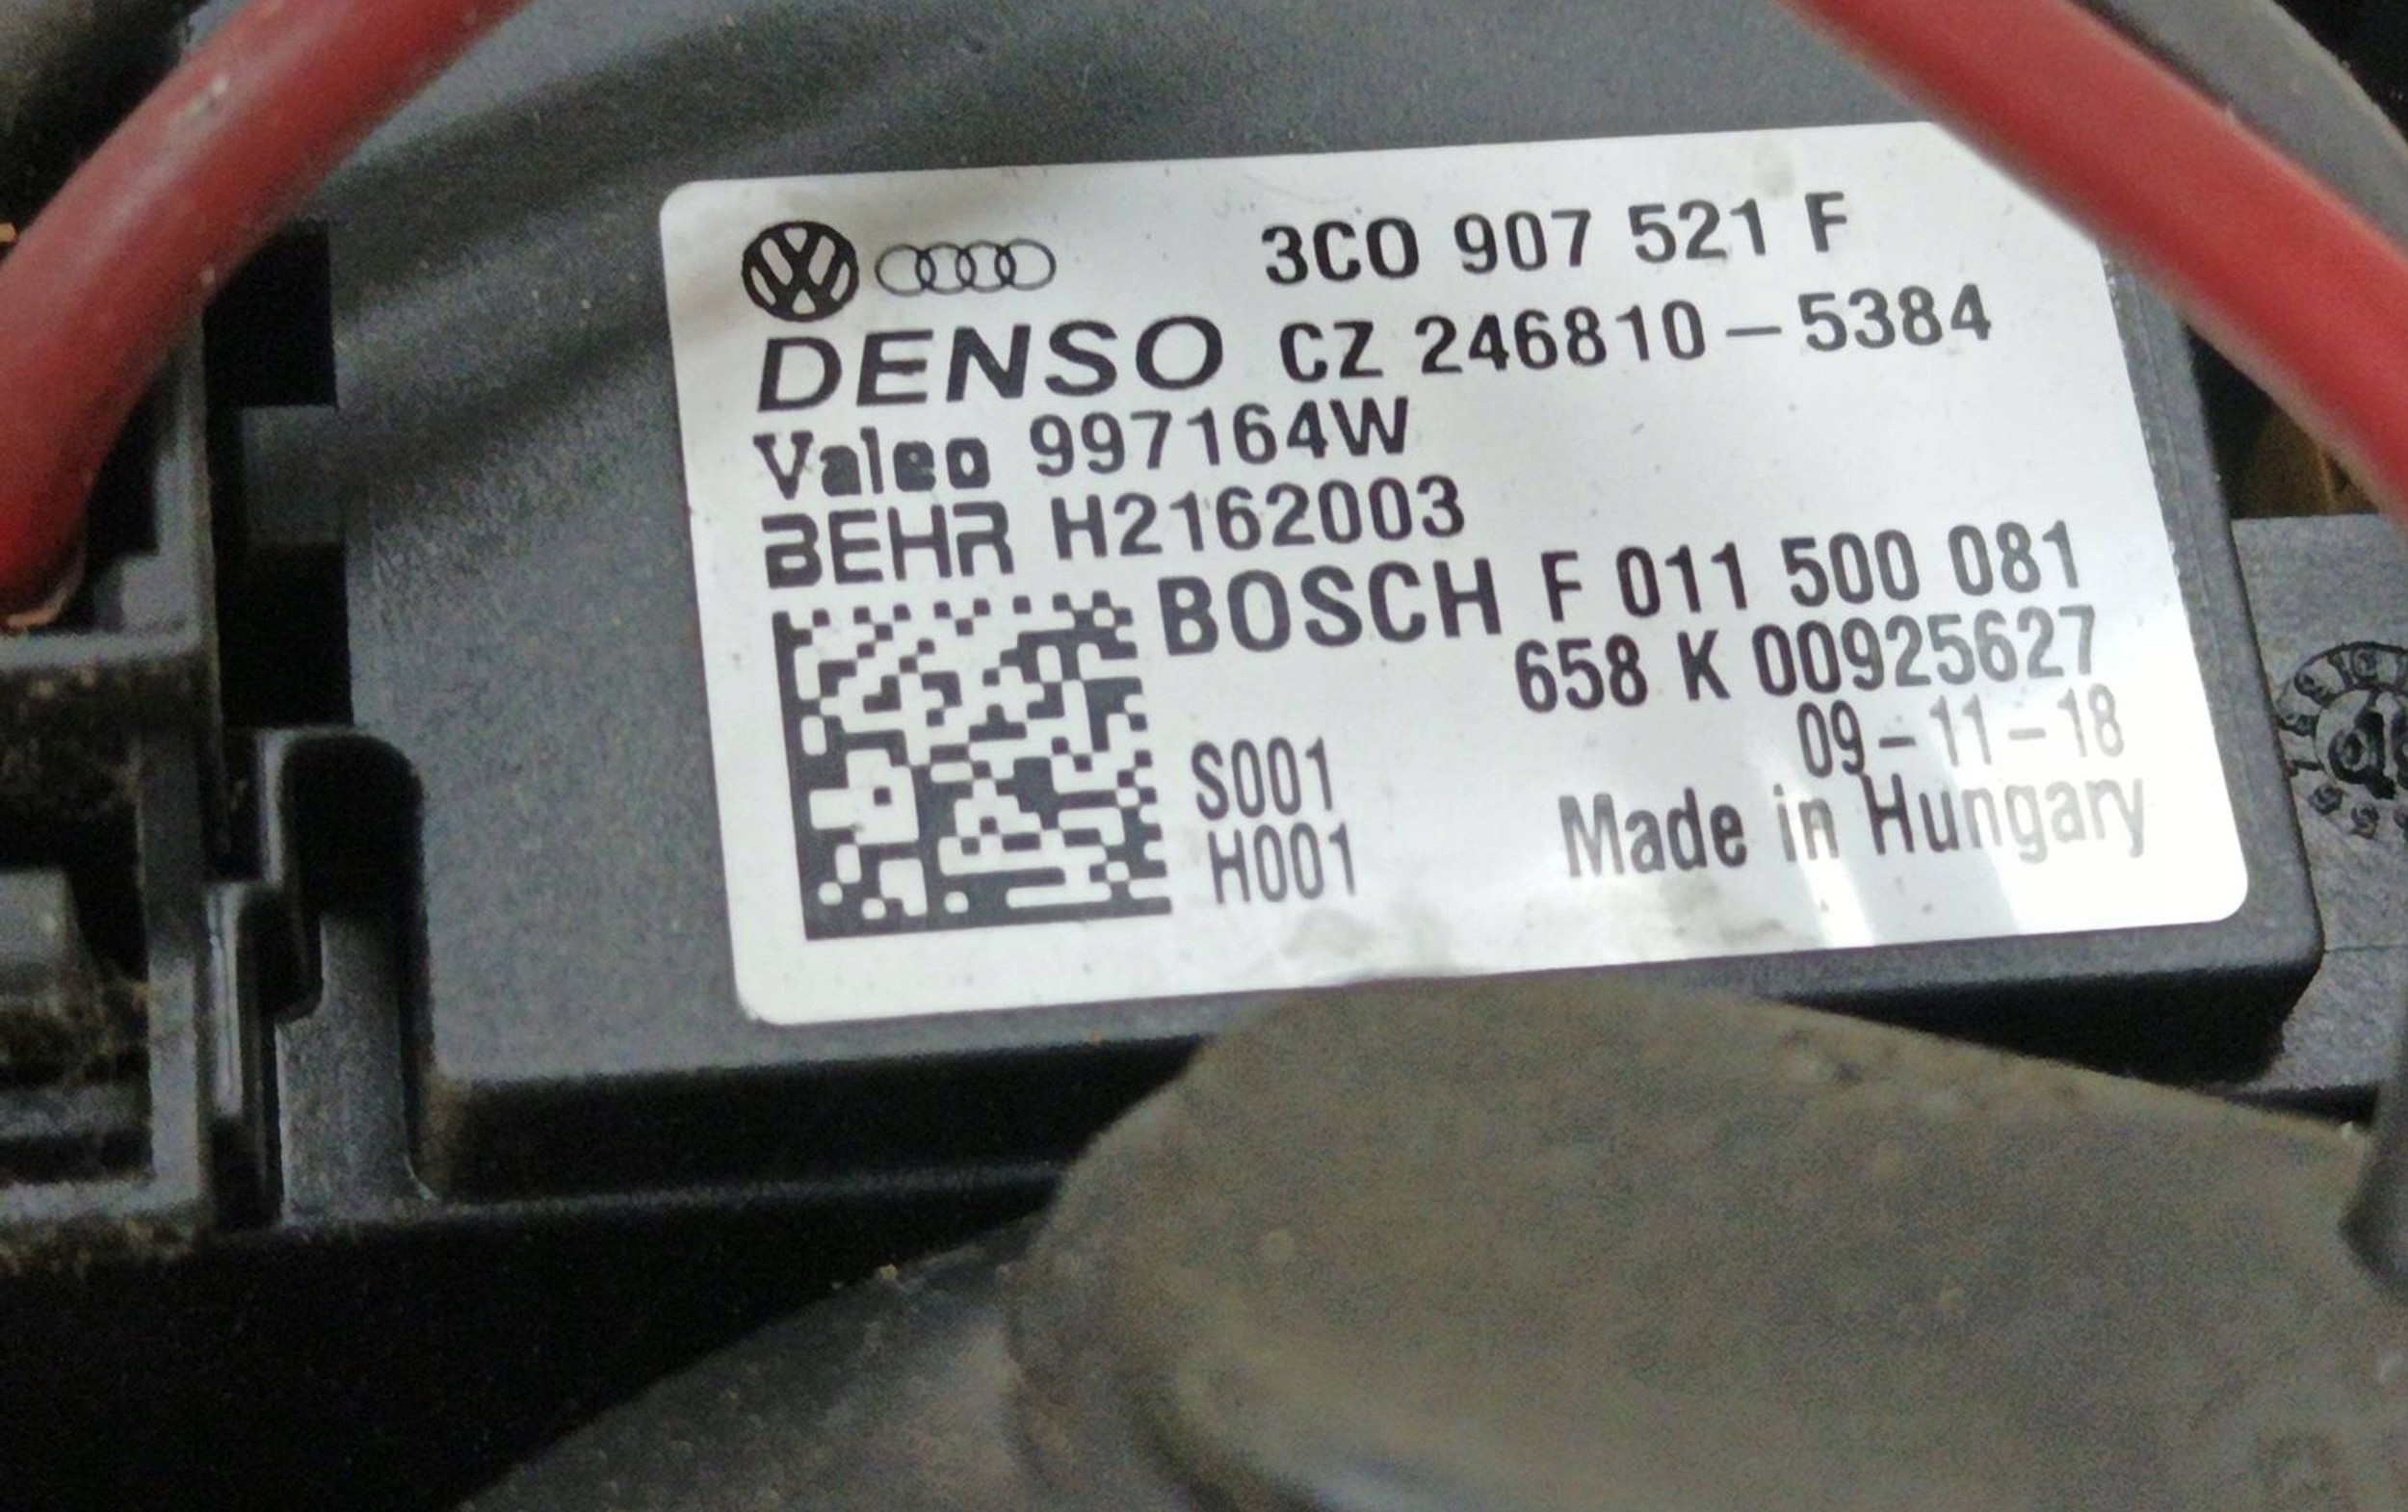 3C0 907 521 F
DENSO CZ 246810-5384
Valeo 997164W
BEHR H2162003
BOSCH F 011 500 081
658 K 00925627
09-11-18
S001
H001
Made in Hungary